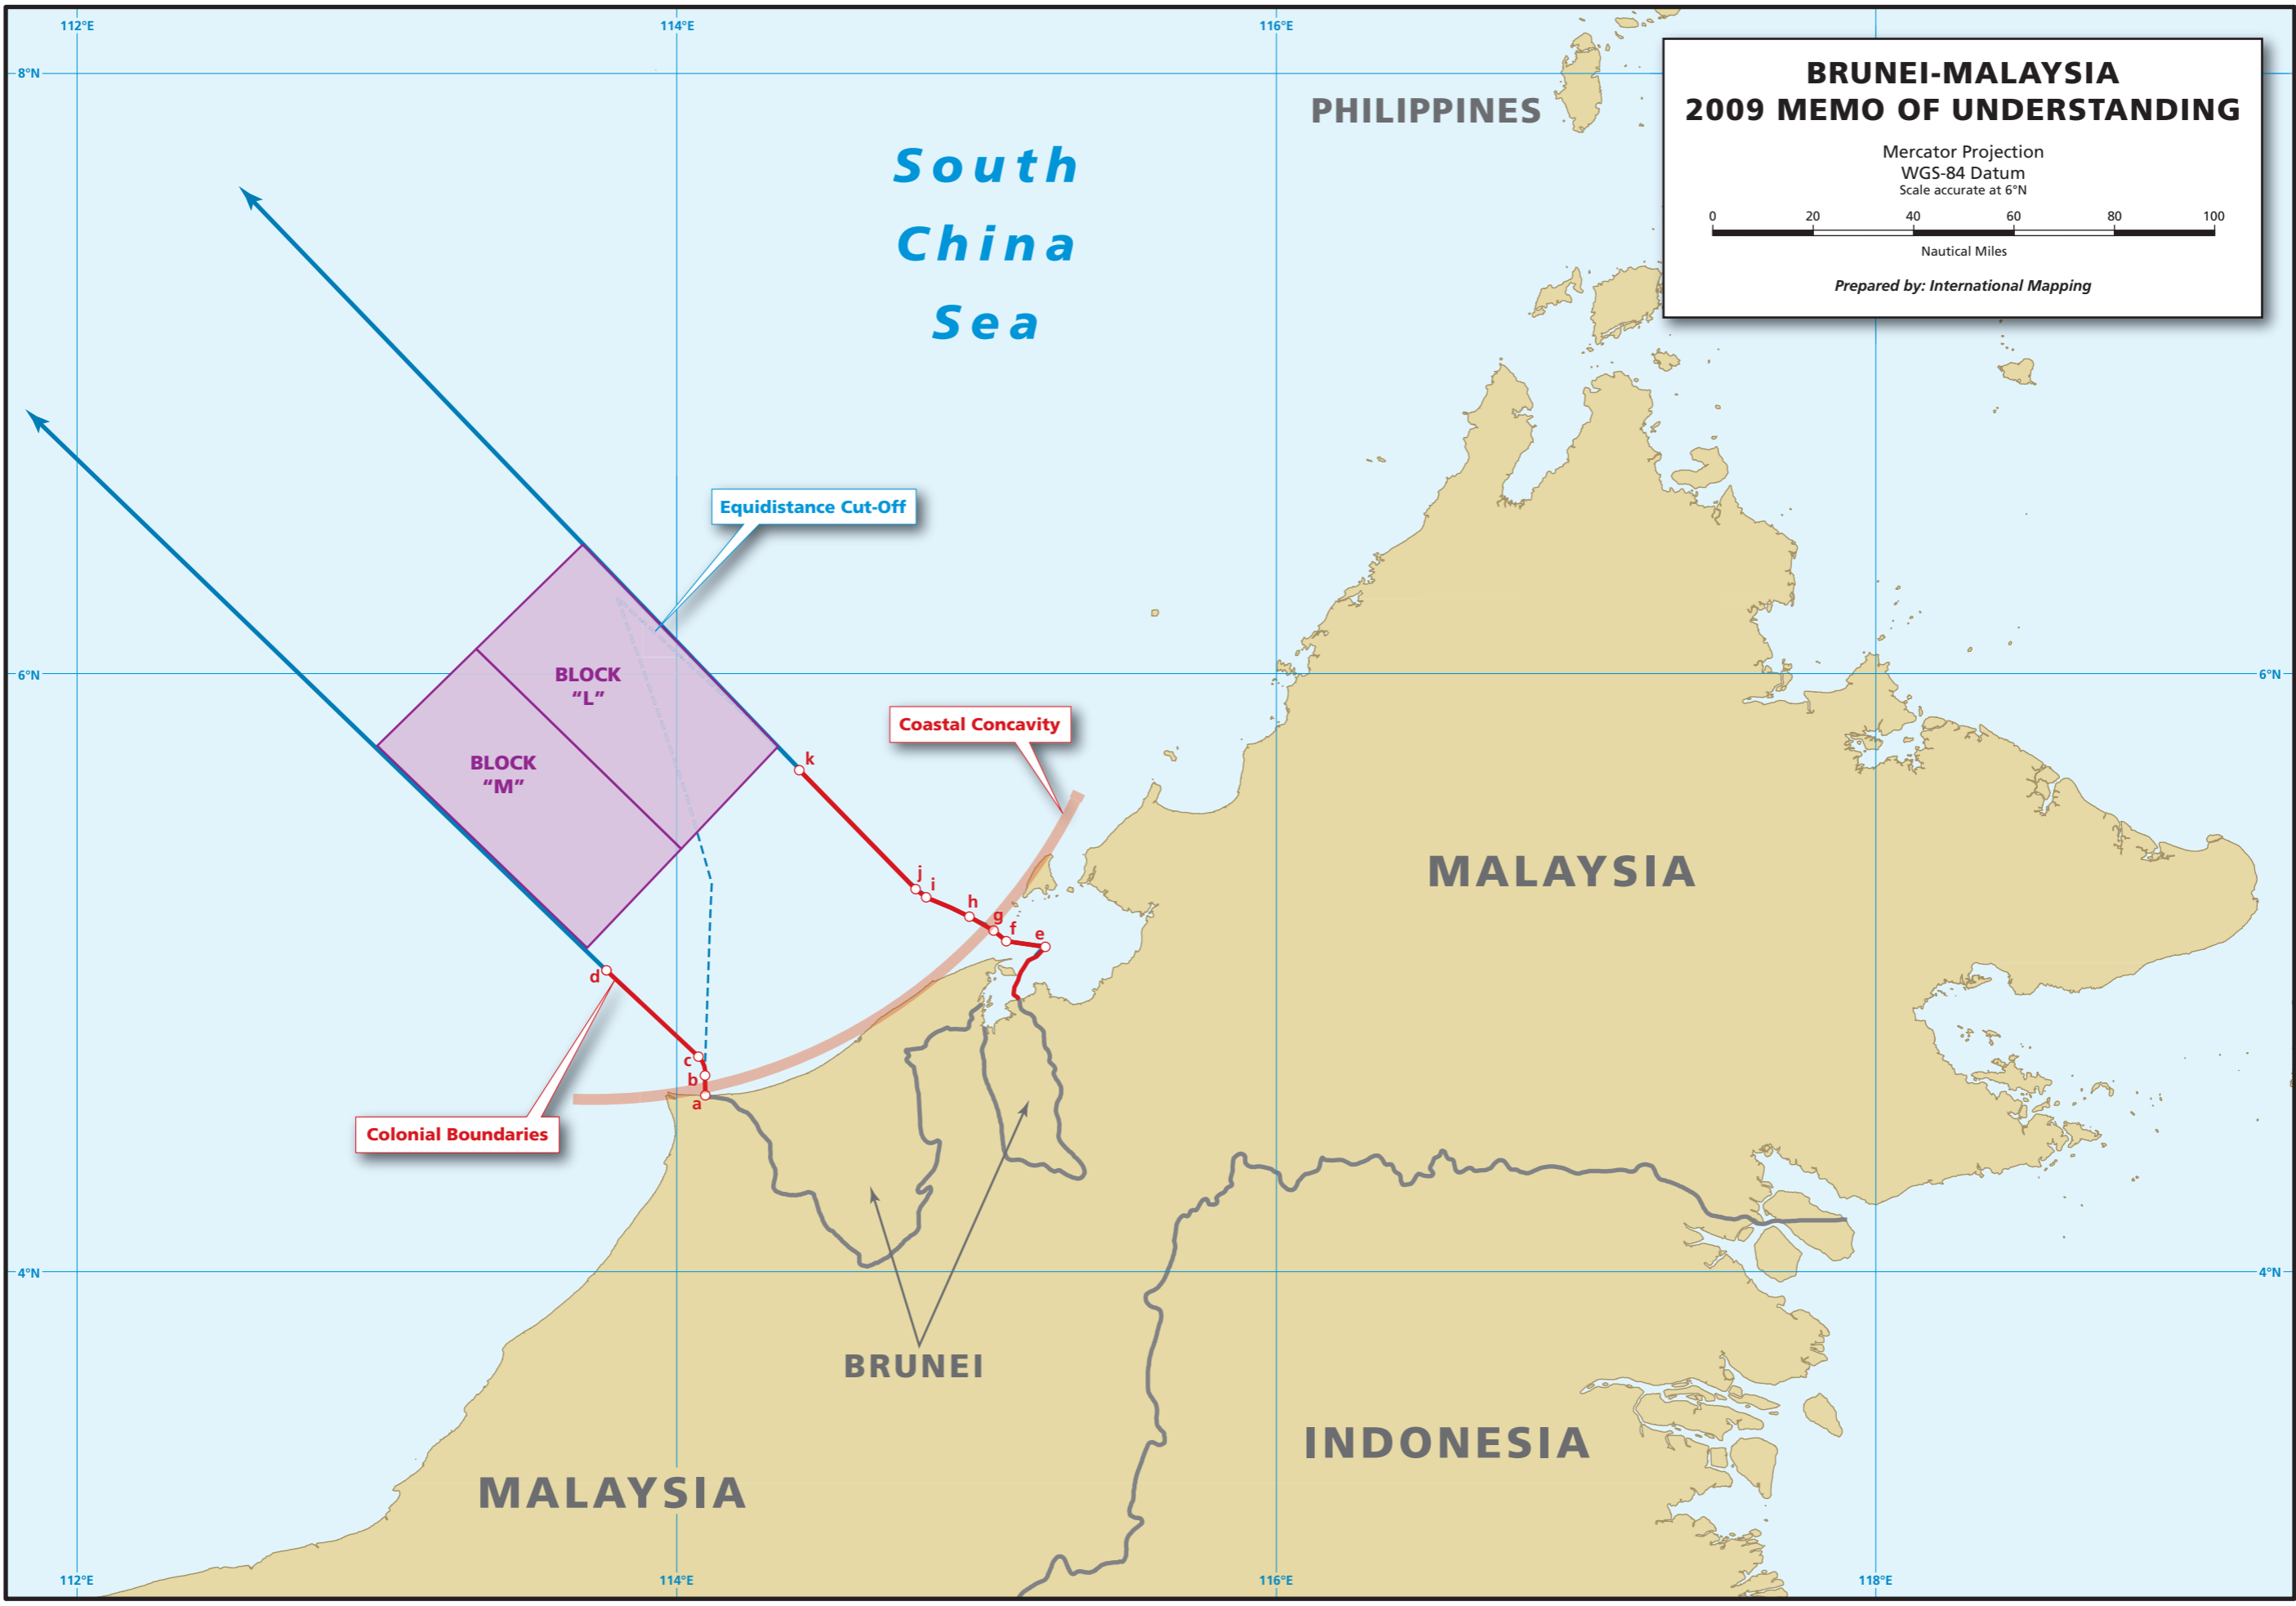 112°E
114°E
116°E
8°N
BRUNEI-MALAYSIA
2009 MEMO OF UNDERSTANDING
Mercator Projection
WGS-84 Datum
Scale accurate at 6°N
0 20 40 60 80 100
Nautical Miles
Prepared by: International Mapping
PHILIPPINES
South
China
Sea
Equidistance Cut-Off
BLOCK
“L”
6°N
6°N
Coastal Concavity
BLOCK
“M”
k
MALAYSIA
j
i
h
g
f
e
d
c
b
a
Colonial Boundaries
4°N
4°N
BRUNEI
INDONESIA
MALAYSIA
112°E
114°E
116°E
118°E